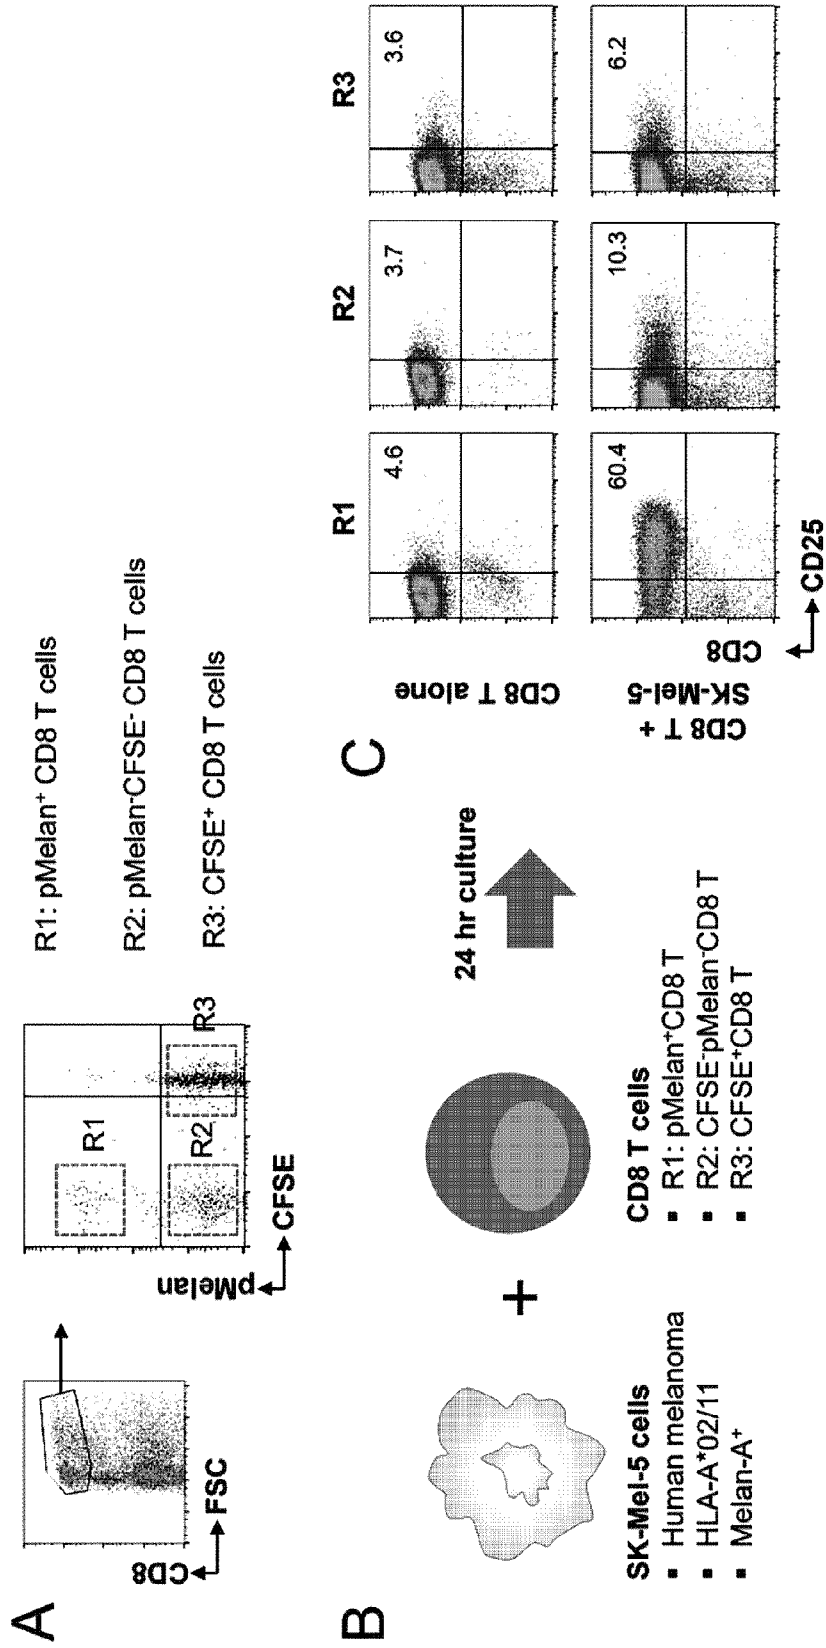 A
CD8
FSC
pMelan
CFSE
R1
R2
R3
R1: pMelan⁺ CD8 T cells
R2: pMelan⁻CFSE⁻ CD8 T cells
R3: CFSE⁺ CD8 T cells
B
SK-Mel-5 cells
▪ Human melanoma
▪ HLA-A*02/11
▪ Melan-A⁺
+
CD8 T cells
▪ R1: pMelan⁺CD8 T
▪ R2: CFSE⁻pMelan⁻CD8 T
▪ R3: CFSE⁺CD8 T
24 hr culture
C
R1
R2
R3
CD8 T alone
4.6
3.7
3.6
CD8 T +
SK-Mel-5
60.4
10.3
6.2
CD8
CD25